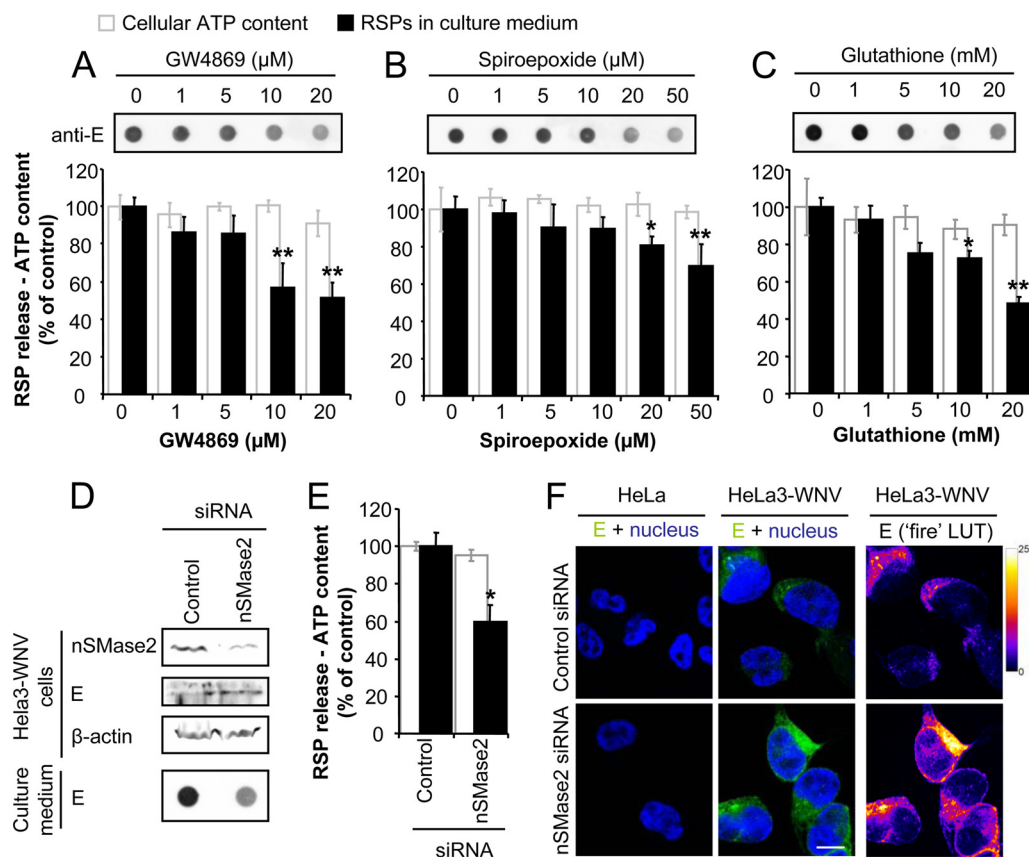 Cellular ATP content RSPs in culture medium
A
GW4869 (µM)
0 1 5 10 20
anti-E
RSP release - ATP content
(% of control)
120
100
80
60
40
20
0
** **
0 1 5 10 20
GW4869 (µM)
B
Spiroepoxide (µM)
0 1 5 10 20 50
120
100
80
60
40
20
0
* **
0 1 5 10 20 50
Spiroepoxide (µM)
C
Glutathione (mM)
0 1 5 10 20
120
100
80
60
40
20
0
* **
0 1 5 10 20
Glutathione (mM)
D
siRNA
Control
nSMase2
Hela3-WNV
cells
nSMase2
E
β-actin
Culture
medium
E
E
RSP release - ATP content
(% of control)
120
100
80
60
40
20
0
*
Control
nSMase2
siRNA
F
HeLa HeLa3-WNV HeLa3-WNV
E + nucleus E + nucleus E ('fire' LUT)
Control siRNA
nSMase2 siRNA
25
0